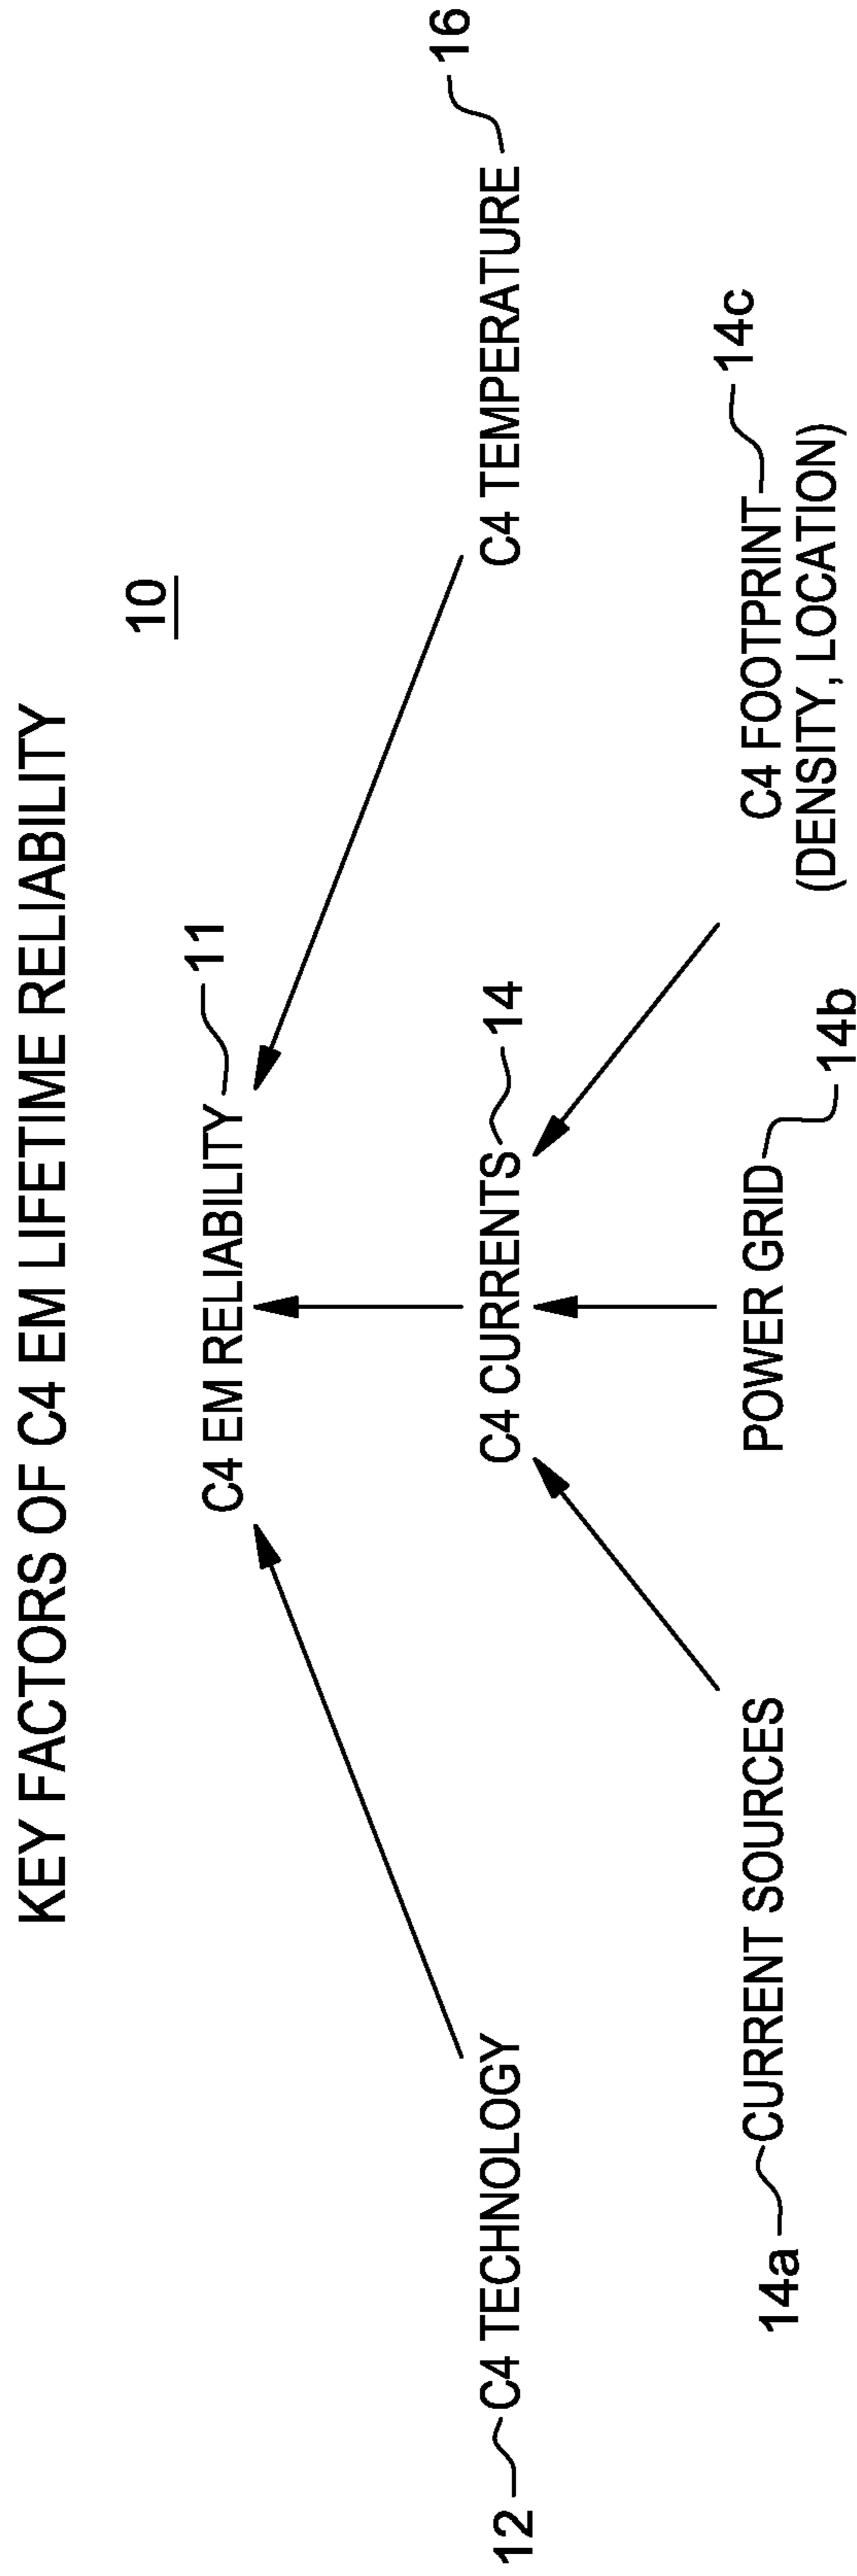 KEY FACTORS OF C4 EM LIFETIME RELIABILITY
10
C4 EM RELIABILITY 11
12 C4 TECHNOLOGY
C4 CURRENTS 14
C4 TEMPERATURE 16
14a CURRENT SOURCES
POWER GRID 14b
C4 FOOTPRINT 14c
(DENSITY, LOCATION)